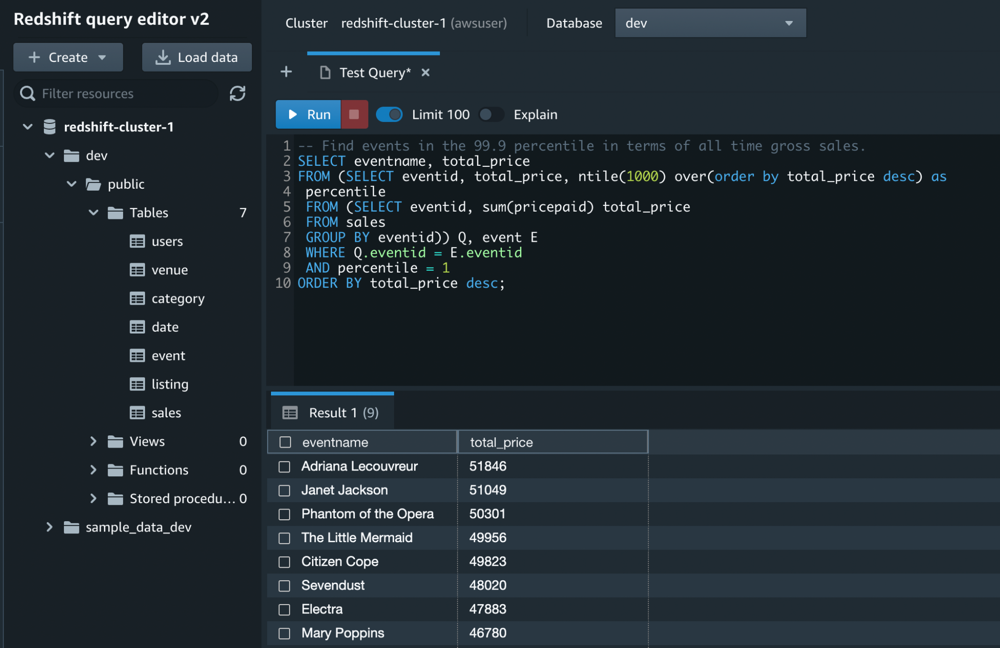 Redshift query editor v2
Create
Load data
Filter resources
redshift-cluster-1
dev
public
Tables 7
users
venue
category
date
event
listing
sales
Views 0
Functions 0
Stored procedu... 0
sample_data_dev
Cluster redshift-cluster-1 (awsuser) Database dev
+ Test Query* ×
Run Limit 100 Explain
1 -- Find events in the 99.9 percentile in terms of all time gross sales.
2 SELECT eventname, total_price
3 FROM (SELECT eventid, total_price, ntile(1000) over(order by total_price desc) as
4 percentile
5 FROM (SELECT eventid, sum(pricepaid) total_price
6 FROM sales
7 GROUP BY eventid)) Q, event E
8 WHERE Q.eventid = E.eventid
9 AND percentile = 1
10 ORDER BY total_price desc;
Result 1 (9)
eventname total_price
Adriana Lecouvreur 51846
Janet Jackson 51049
Phantom of the Opera 50301
The Little Mermaid 49956
Citizen Cope 49823
Sevendust 48020
Electra 47883
Mary Poppins 46780